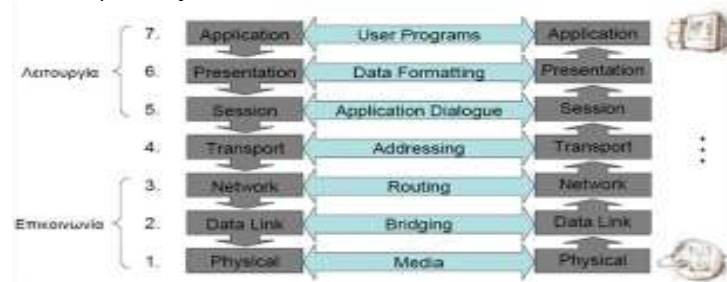 7. Application User Programs Application
Λειτουργία 6. Presentation Data Formatting Presentation
5. Session Application Dialogue Session
4. Transport Addressing Transport
3. Network Routing Network
Επικοινωνία 2. Data Link Bridging Data Link
1. Physical Media Physical